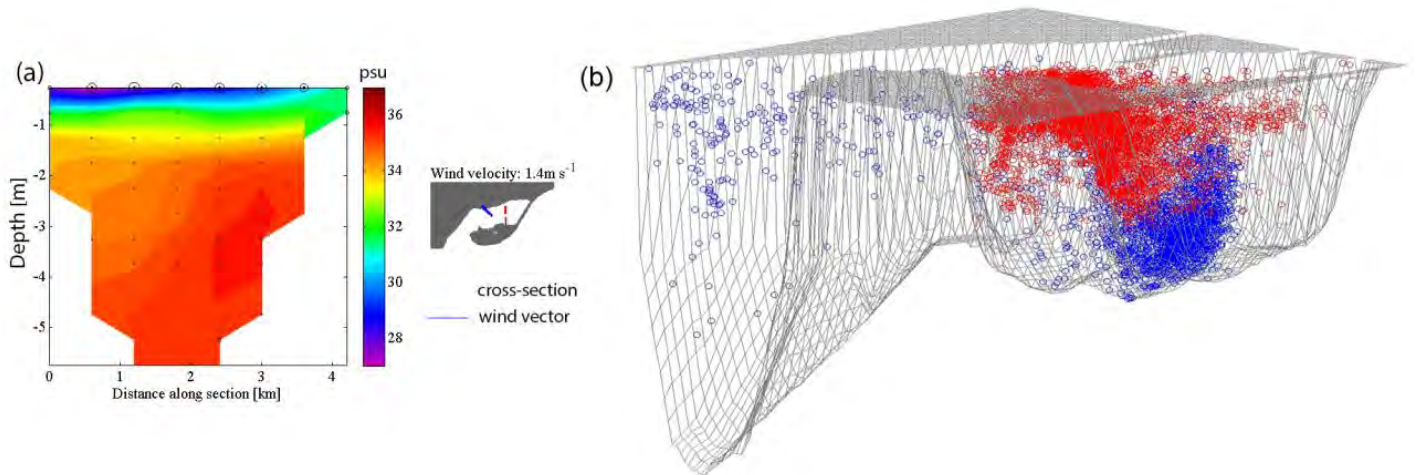 (a)
psu
36
34
32
30
28
-1
-2
-3
-4
-5
Depth [m]
0 1 2 3 4
Distance along section [km]
Wind velocity: 1.4m s⁻¹
cross-section
wind vector
(b)